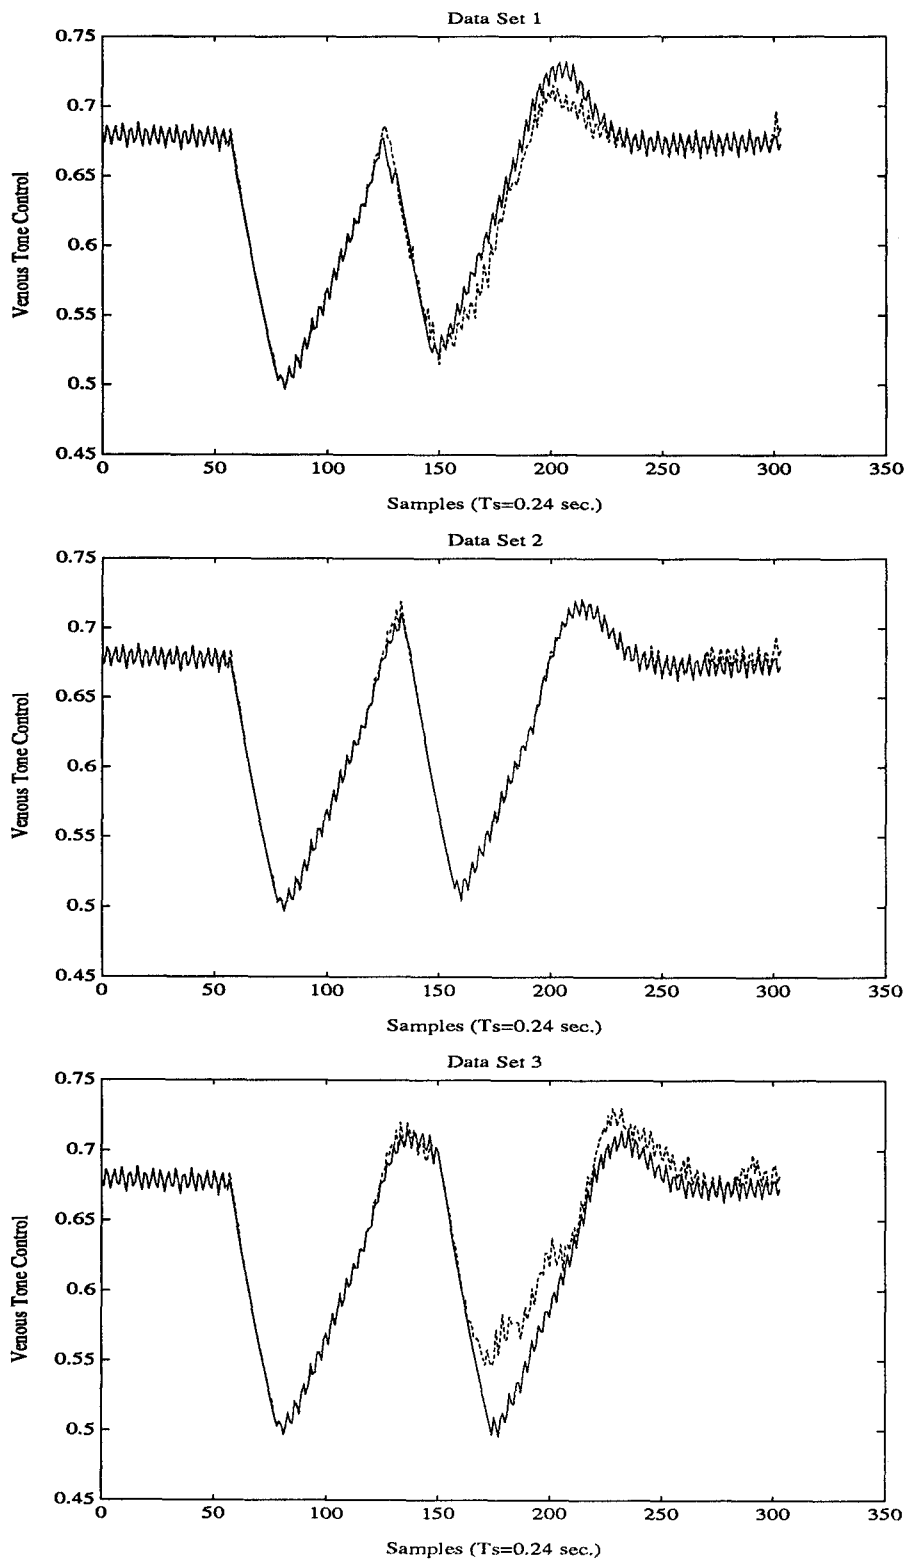 Data Set 1
0.75
0.7
0.65
0.6
0.55
0.5
0.45
Venous Tone Control
0 50 100 150 200 250 300 350
Samples (Ts=0.24 sec.)
Data Set 2
0.75
0.7
0.65
0.6
0.55
0.5
0.45
Venous Tone Control
0 50 100 150 200 250 300 350
Samples (Ts=0.24 sec.)
Data Set 3
0.75
0.7
0.65
0.6
0.55
0.5
0.45
Venous Tone Control
0 50 100 150 200 250 300 350
Samples (Ts=0.24 sec.)